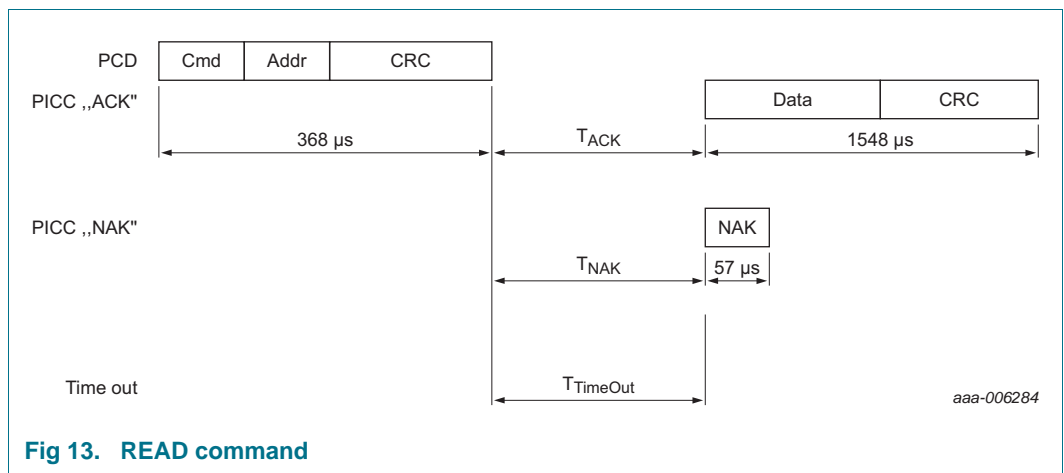 PCD Cmd Addr CRC
PICC ,,ACK" Data CRC
368 µs TACK 1548 µs
PICC ,,NAK" NAK
TNAK 57 µs
Time out TTimeOut aaa-006284
Fig 13. READ command